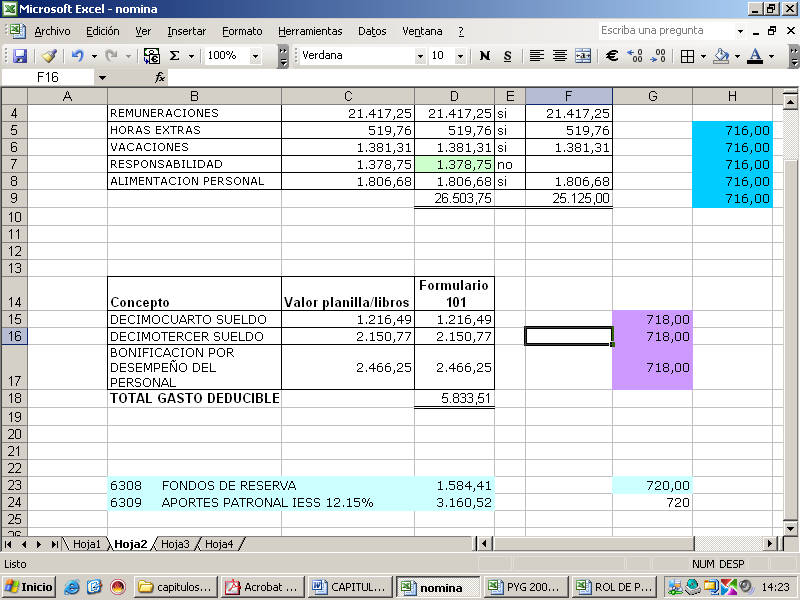 Microsoft Excel - nomina
Archivo Edición Ver Insertar Formato Herramientas Datos Ventana ? Escriba una pregunta
Σ 100% Verdana 10 N S € A
F16 fx
A B C D E F G H
4 REMUNERACIONES 21.417,25 21.417,25 si 21.417,25
5 HORAS EXTRAS 519,76 519,76 si 519,76 716,00
6 VACACIONES 1.381,31 1.381,31 si 1.381,31 716,00
7 RESPONSABILIDAD 1.378,75 1.378,75 no 716,00
8 ALIMENTACION PERSONAL 1.806,68 1.806,68 si 1.806,68 716,00
9 26.503,75 25.125,00 716,00
10
11
12
13
Formulario
14 Concepto Valor planilla/libros 101
15 DECIMOCUARTO SUELDO 1.216,49 1.216,49 718,00
16 DECIMOTERCER SUELDO 2.150,77 2.150,77 718,00
BONIFICACION POR
DESEMPEÑO DEL 2.466,25 2.466,25 718,00
17 PERSONAL
18 TOTAL GASTO DEDUCIBLE 5.833,51
19
20
21
22
23 6308 FONDOS DE RESERVA 1.584,41 720,00
24 6309 APORTES PATRONAL IESS 12.15% 3.160,52 720
25
26
Hoja1 Hoja2 Hoja3 Hoja4
Listo NUM DESP
Inicio capitulos... Acrobat ... CAPITUL... nomina PYG 200... ROL DE P... 14:23